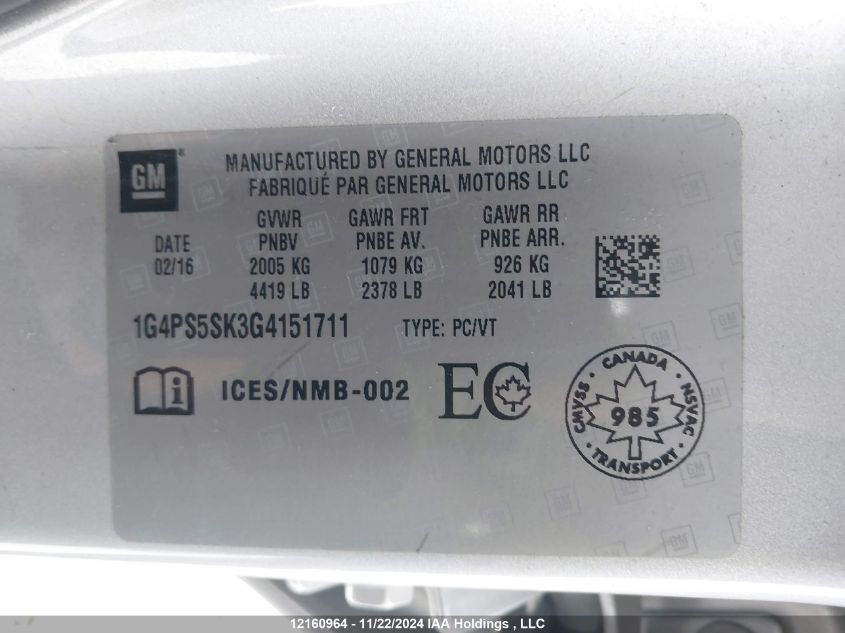 GM
MANUFACTURED BY GENERAL MOTORS LLC
FABRIQUÉ PAR GENERAL MOTORS LLC
GVWR GAWR FRT GAWR RR
DATE PNBV PNBE AV. PNBE ARR.
02/16 2005 KG 1079 KG 926 KG
4419 LB 2378 LB 2041 LB
1G4PS5SK3G4151711 TYPE: PC/VT
i ICES/NMB-002 EC
CANADA
CMVSS 985 NSVAC
TRANSPORT
12160964 - 11/22/2024 IAA Holdings , LLC